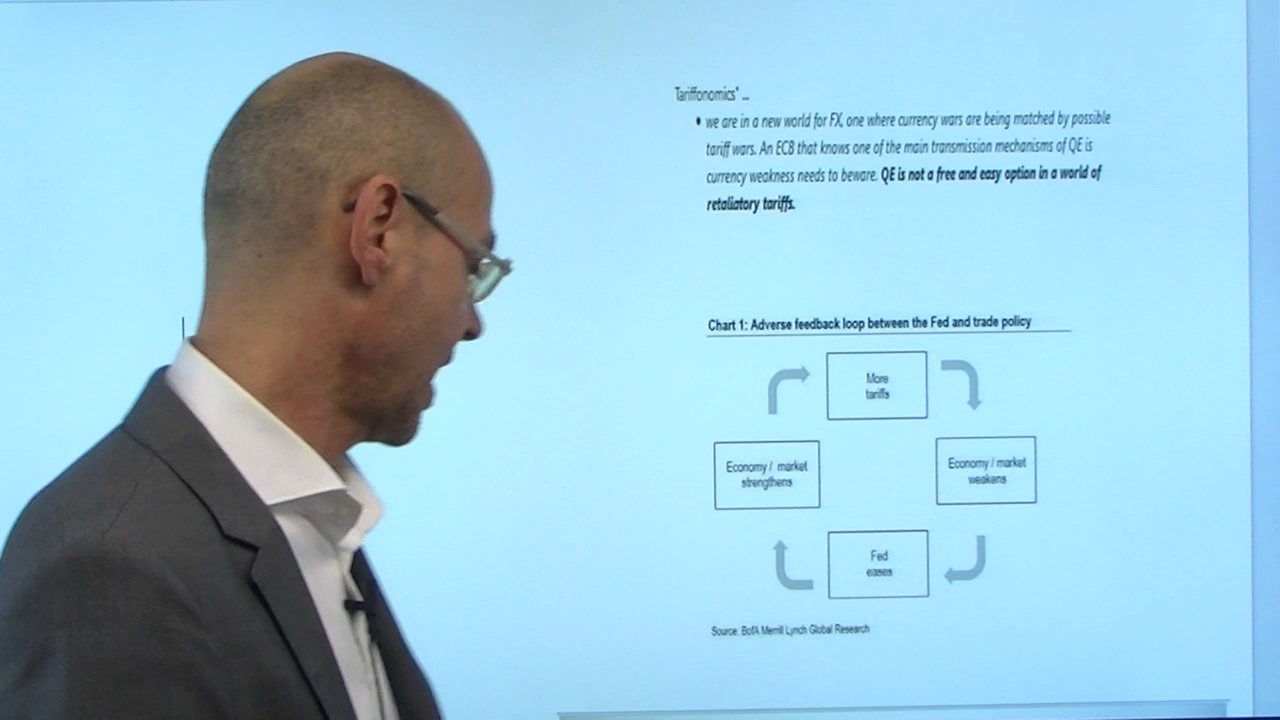 Tariffonomics" ...
• we are in a new world for FX, one where currency wars are being matched by possible
tariff wars. An ECB that knows one of the main transmission mechanisms of QE is
currency weakness needs to beware. QE is not a free and easy option in a world of
retaliatory tariffs.
Chart 1: Adverse feedback loop between the Fed and trade policy
More
tariffs
Economy / market
strengthens
Economy / market
weakens
Fed
eases
Source: BofA Merrill Lynch Global Research